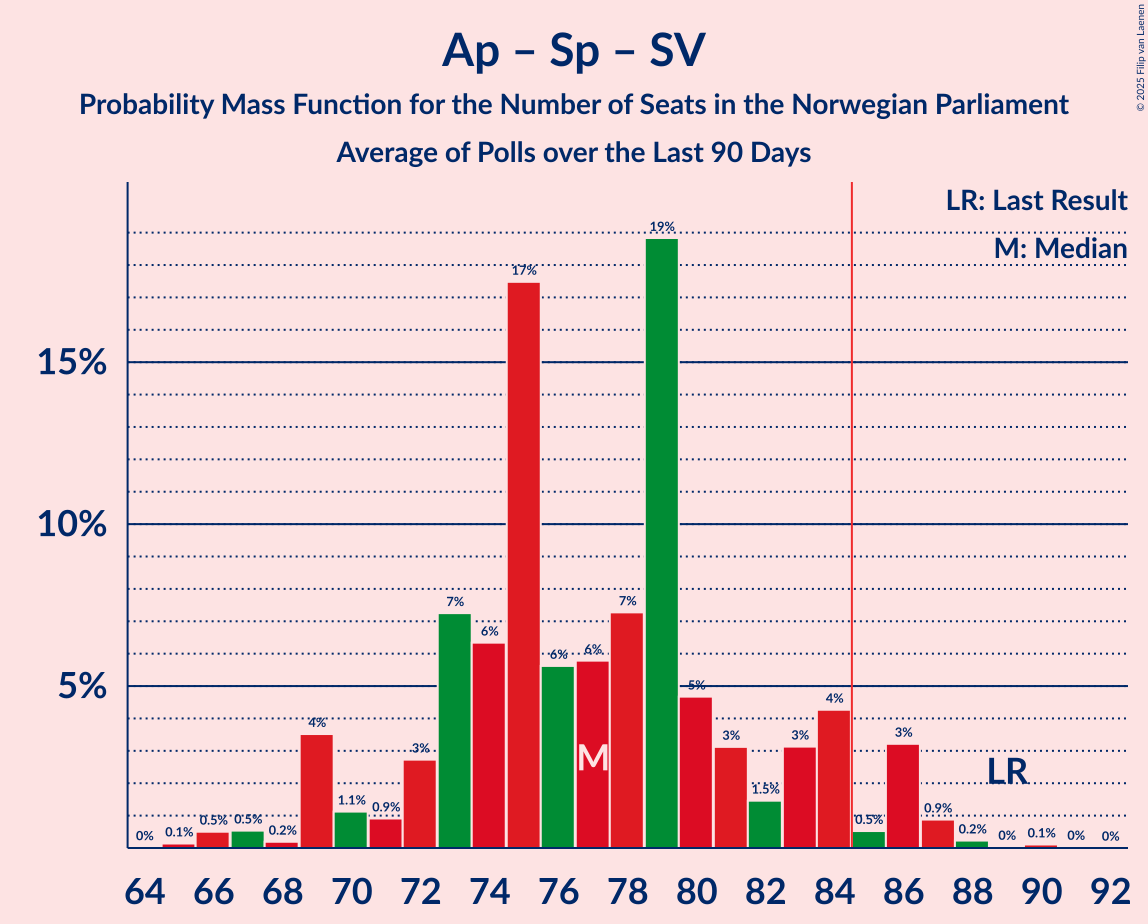 Ap – Sp – SV
Probability Mass Function for the Number of Seats in the Norwegian Parliament
Average of Polls over the Last 90 Days
© 2025 Filip van Laenen
LR: Last Result
M: Median
15%
10%
5%
0% 0.1% 0.5% 0.5% 0.2% 4% 1.1% 0.9% 3% 7% 6% 17% 6% 6% 7% 19% 5% 3% 1.5% 3% 4% 0.5% 3% 0.9% 0.2% 0% 0.1% 0% 0%
M
LR
64 66 68 70 72 74 76 78 80 82 84 86 88 90 92